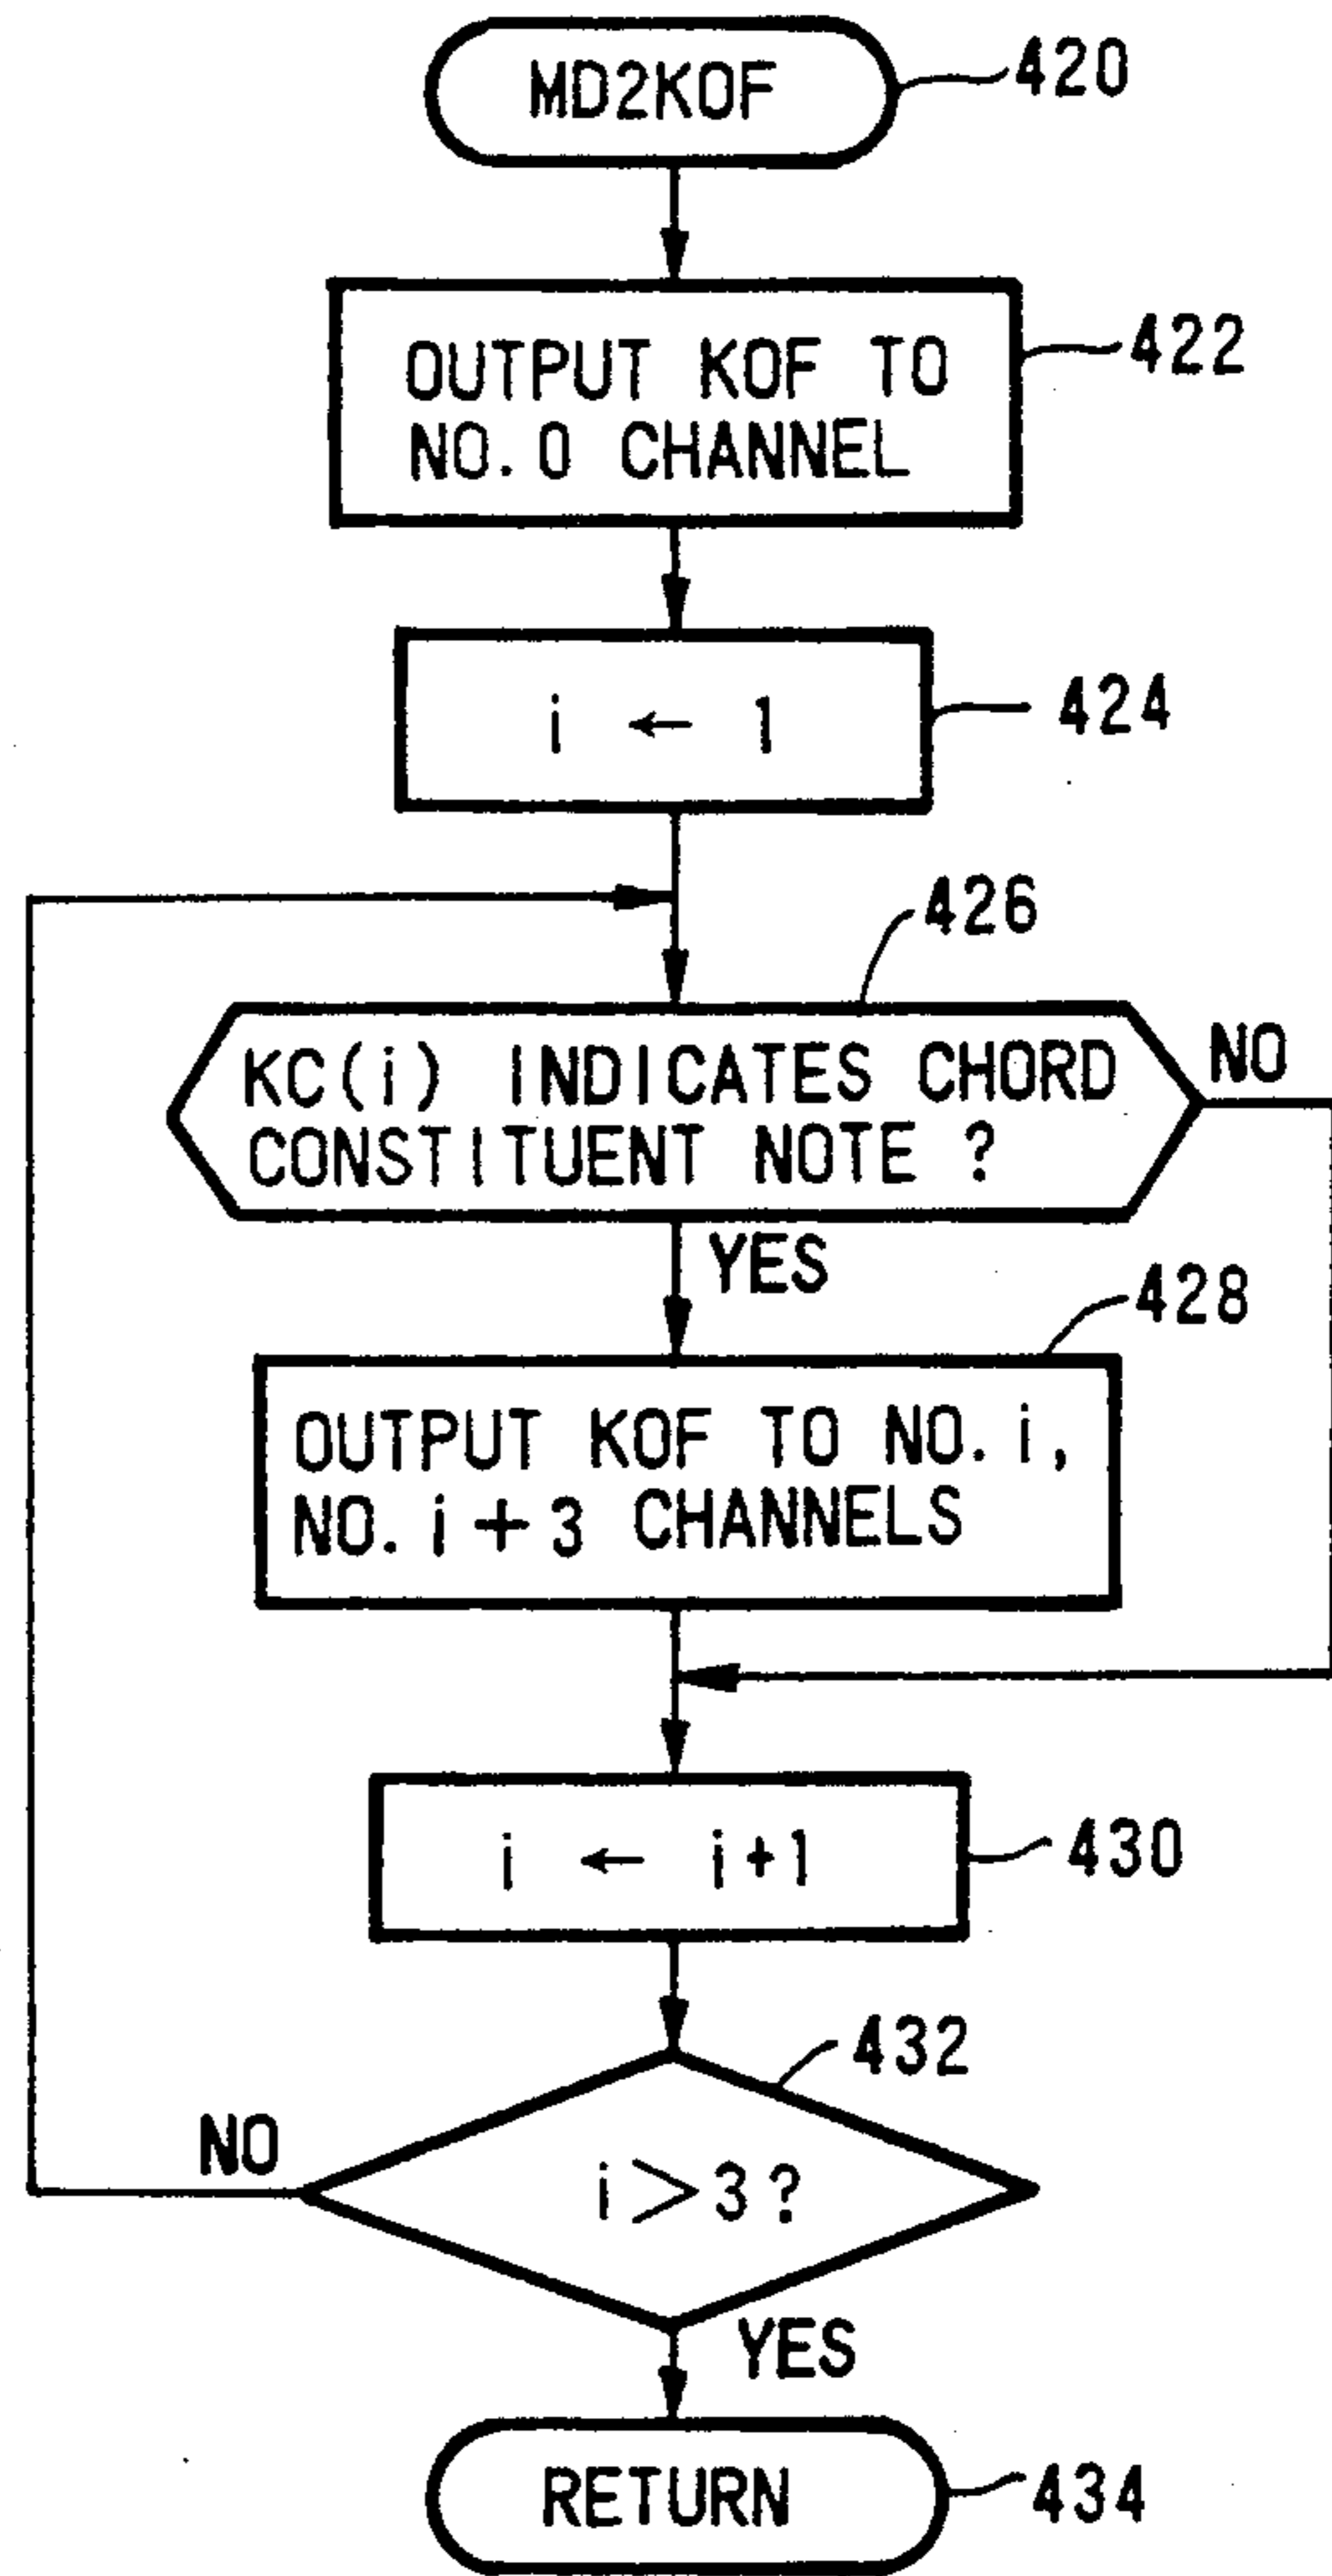 MD2KOF
420
OUTPUT KOF TO
NO. 0 CHANNEL
422
i ← 1
424
426
KC(i) INDICATES CHORD
CONSTITUENT NOTE ?
NO
YES
428
OUTPUT KOF TO NO. i,
NO. i + 3 CHANNELS
i ← i+1
430
432
NO
i > 3 ?
YES
RETURN
434